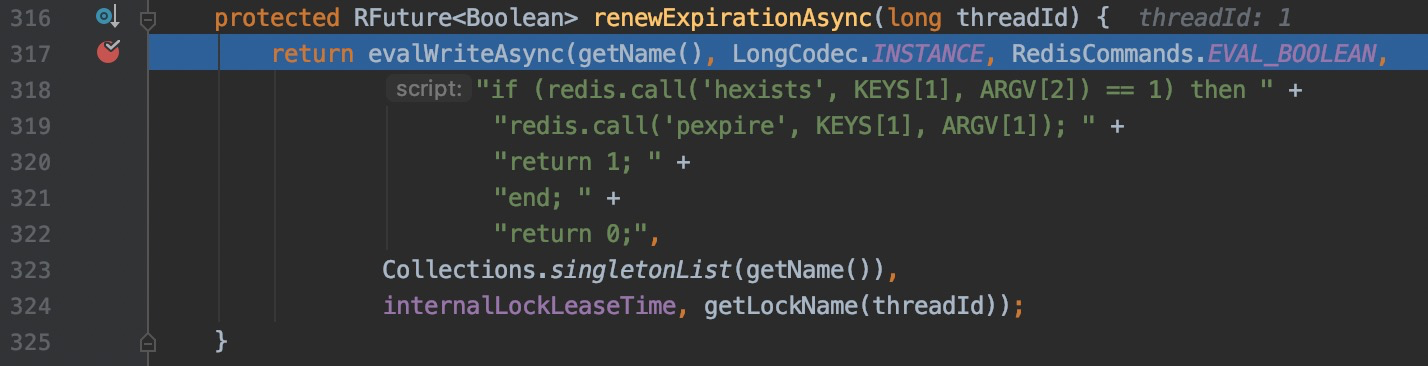 316 protected RFuture<Boolean> renewExpirationAsync(long threadId) { threadId: 1
317 return evalWriteAsync(getName(), LongCodec.INSTANCE, RedisCommands.EVAL_BOOLEAN,
318 script: "if (redis.call('hexists', KEYS[1], ARGV[2]) == 1) then " +
319 "redis.call('pexpire', KEYS[1], ARGV[1]); " +
320 "return 1; " +
321 "end; " +
322 "return 0;",
323 Collections.singletonList(getName()),
324 internalLockLeaseTime, getLockName(threadId));
325 }